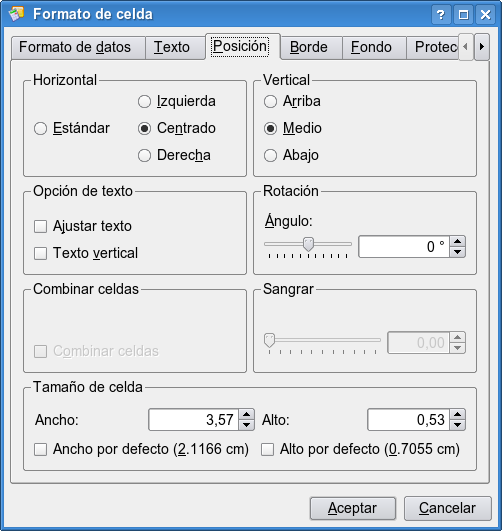 Formato de celda
Formato de datos Texto Posición Borde Fondo Protec
Horizontal
Izquierda
Estándar
Centrado
Derecha
Vertical
Arriba
Medio
Abajo
Opción de texto
Ajustar texto
Texto vertical
Rotación
Ángulo:
0 °
Combinar celdas
Combinar celdas
Sangrar
0,00
Tamaño de celda
Ancho: 3,57 Alto: 0,53
Ancho por defecto (2.1166 cm) Alto por defecto (0.7055 cm)
Aceptar Cancelar